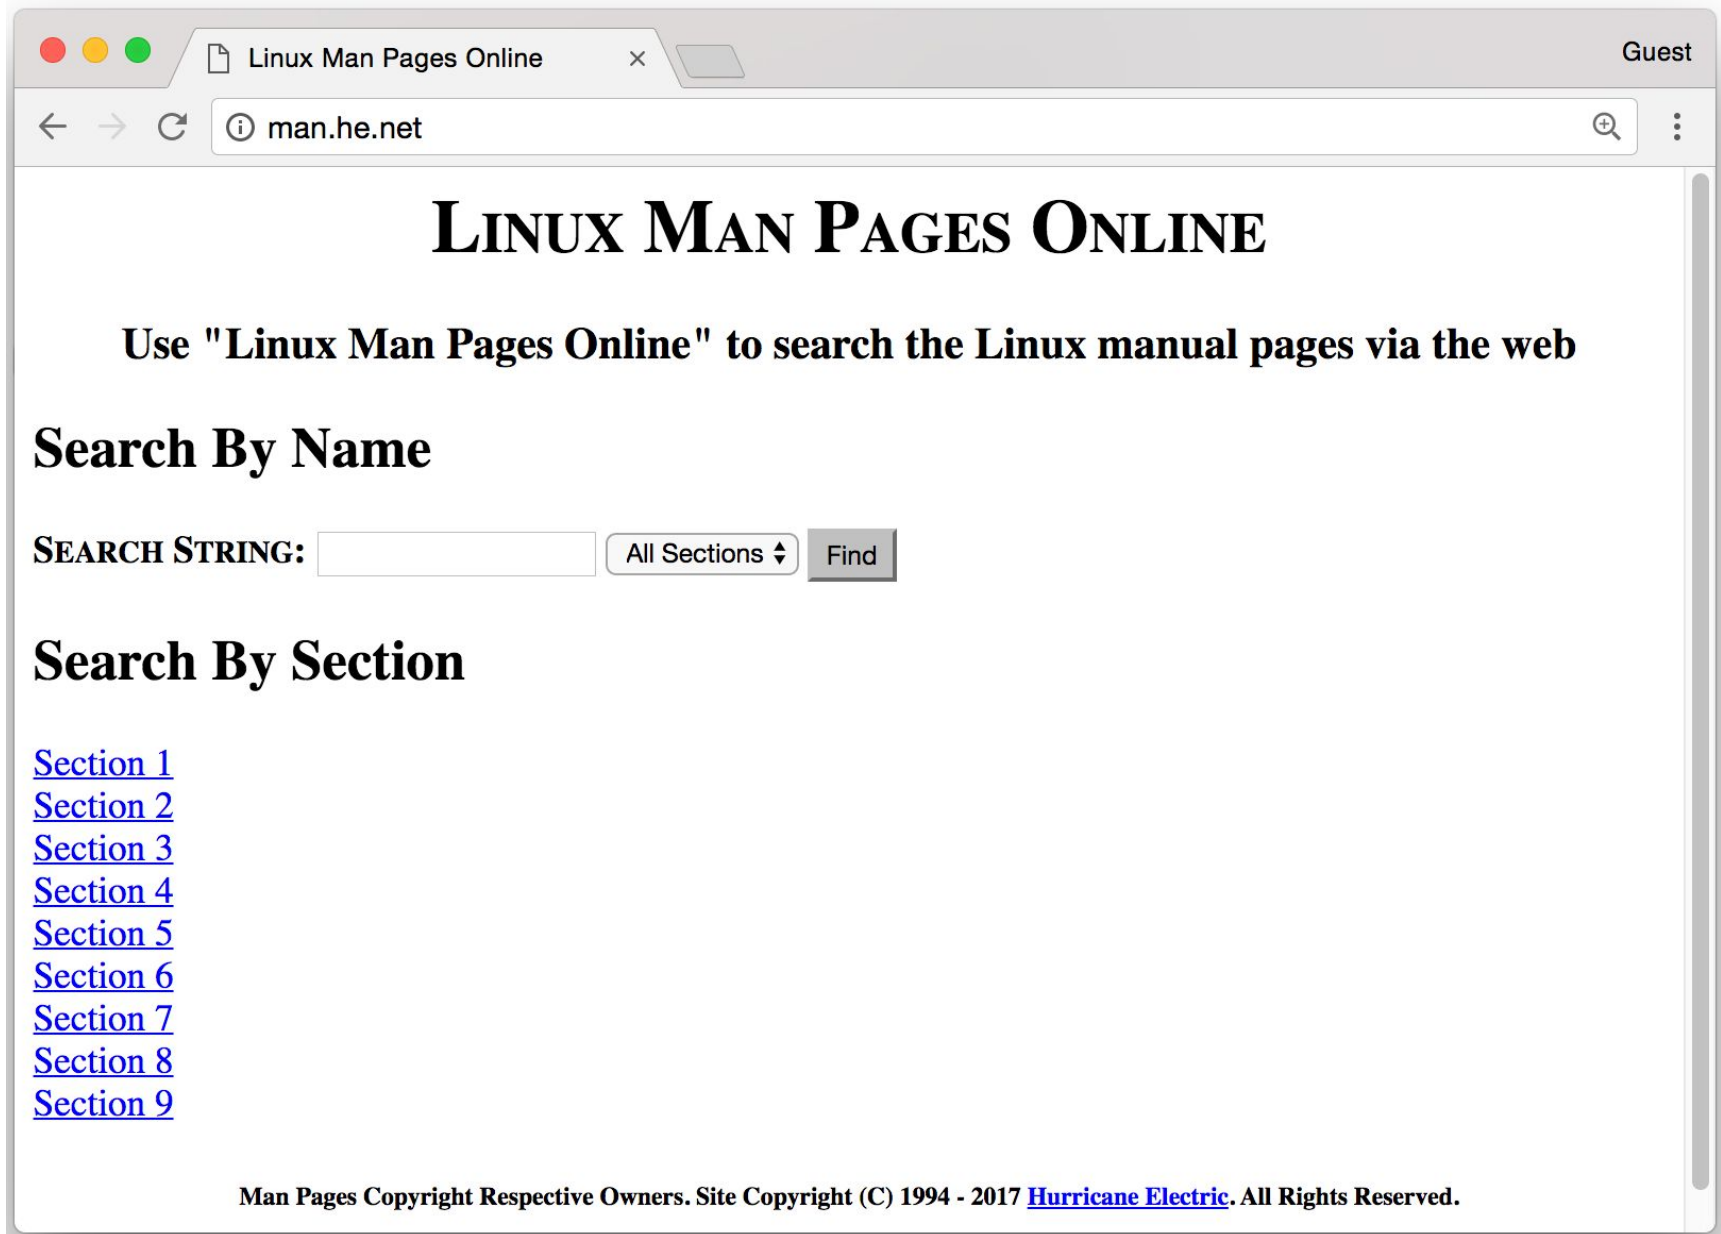 Linux Man Pages Online
Guest
man.he.net
LINUX MAN PAGES ONLINE
Use "Linux Man Pages Online" to search the Linux manual pages via the web
Search By Name
SEARCH STRING: All Sections Find
Search By Section
Section 1
Section 2
Section 3
Section 4
Section 5
Section 6
Section 7
Section 8
Section 9
Man Pages Copyright Respective Owners. Site Copyright (C) 1994 - 2017 Hurricane Electric. All Rights Reserved.